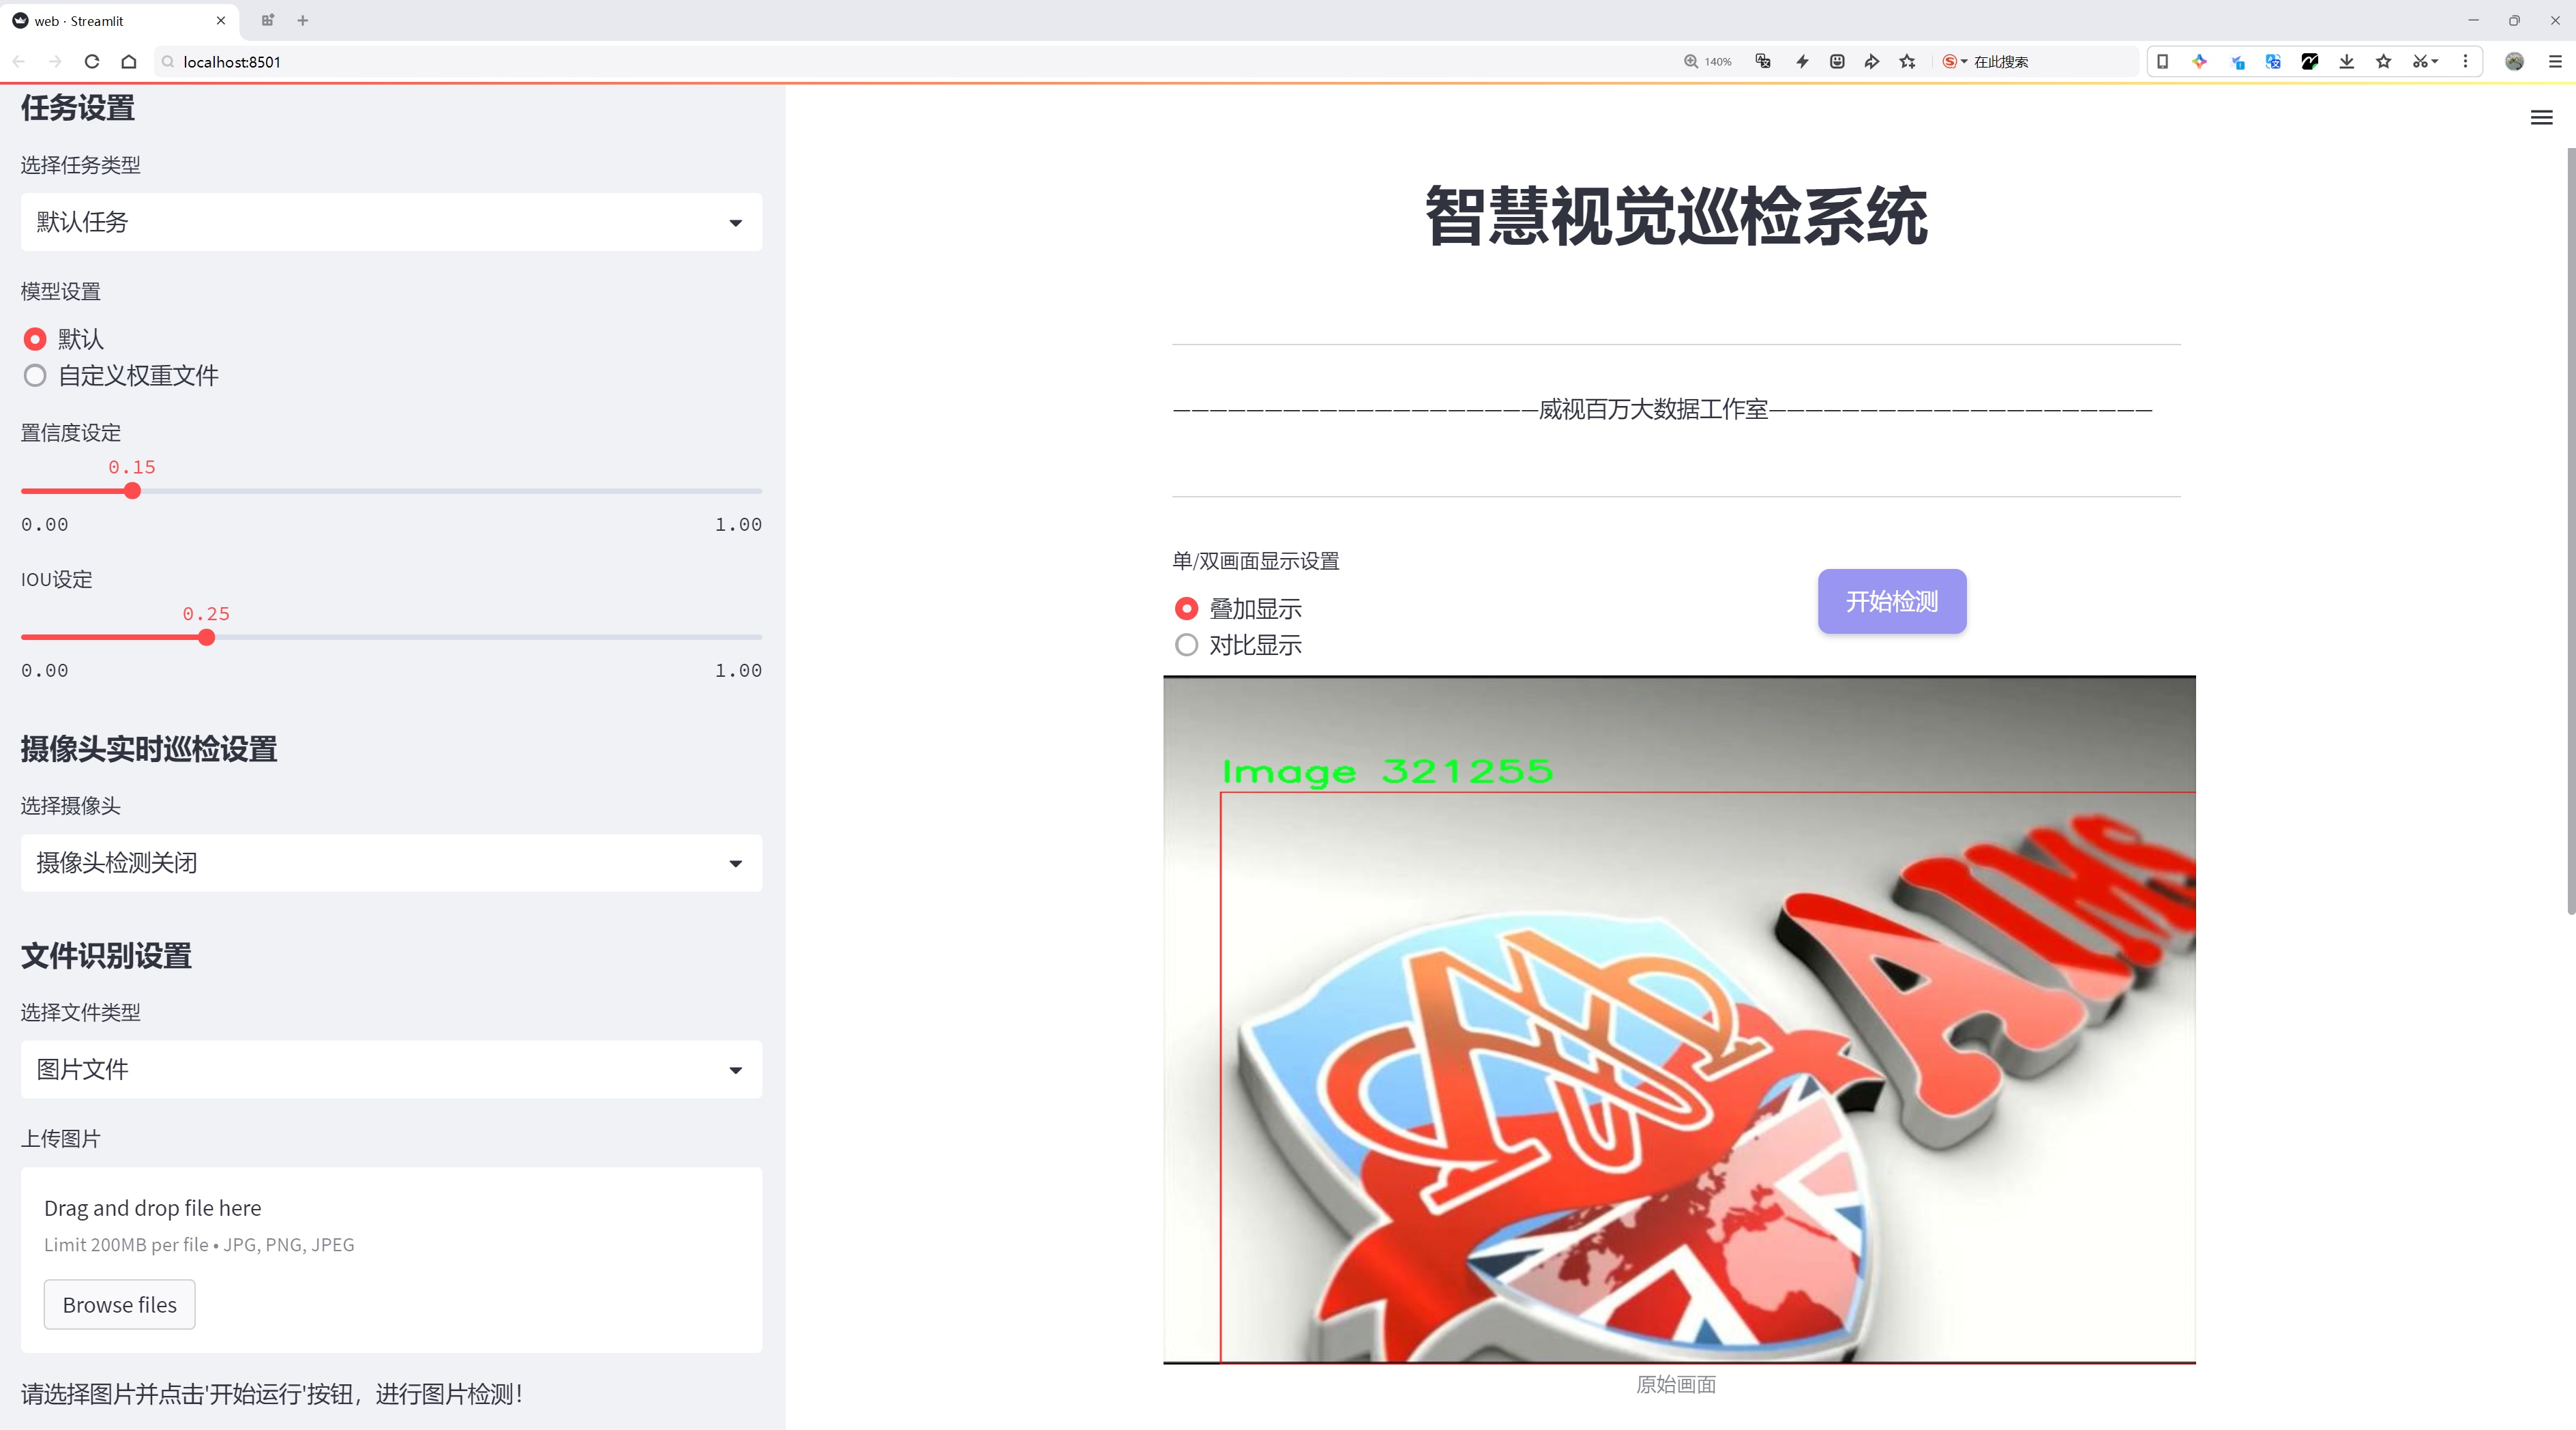 web · Streamlit
localhost:8501
140%
在此搜索
任务设置
选择任务类型
默认任务
模型设置
默认
自定义权重文件
置信度设定
0.15
0.00 1.00
IOU设定
0.25
0.00 1.00
摄像头实时巡检设置
选择摄像头
摄像头检测关闭
文件识别设置
选择文件类型
图片文件
上传图片
Drag and drop file here
Limit 200MB per file • JPG, PNG, JPEG
Browse files
请选择图片并点击'开始运行'按钮，进行图片检测！
智慧视觉巡检系统
————————————————————威视百万大数据工作室—————————————————————
单/双画面显示设置
叠加显示
对比显示
开始检测
Image 321255
AIMS
原始画面